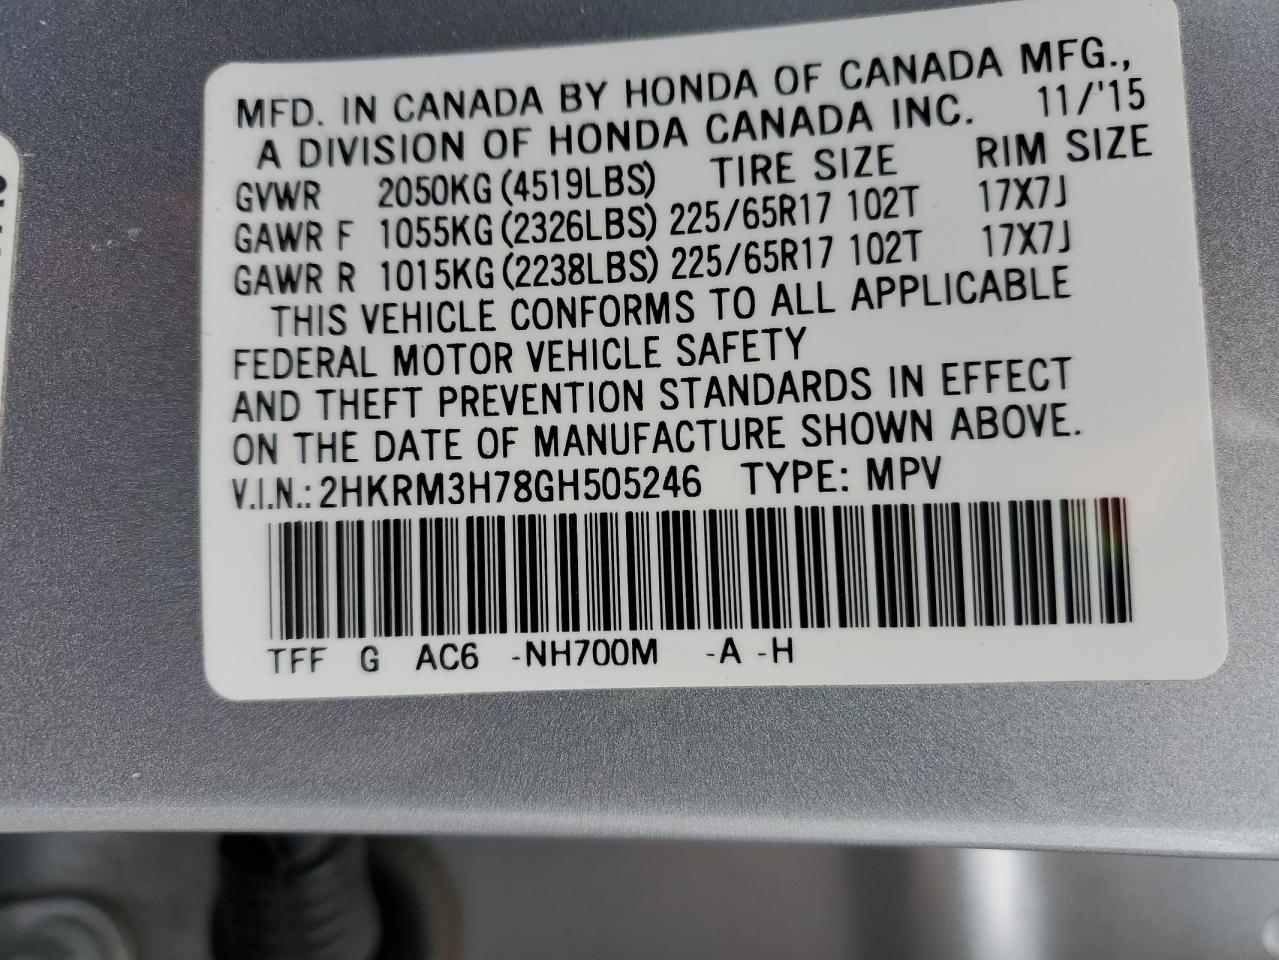 MFD. IN CANADA BY HONDA OF CANADA MFG.,
A DIVISION OF HONDA CANADA INC. 11/'15
GVWR 2050KG (4519LBS) TIRE SIZE RIM SIZE
GAWR F 1055KG (2326LBS) 225/65R17 102T 17X7J
GAWR R 1015KG (2238LBS) 225/65R17 102T 17X7J
THIS VEHICLE CONFORMS TO ALL APPLICABLE
FEDERAL MOTOR VEHICLE SAFETY
AND THEFT PREVENTION STANDARDS IN EFFECT
ON THE DATE OF MANUFACTURE SHOWN ABOVE.
V.I.N.: 2HKRM3H78GH505246 TYPE: MPV
TFF G AC6 -NH700M -A -H